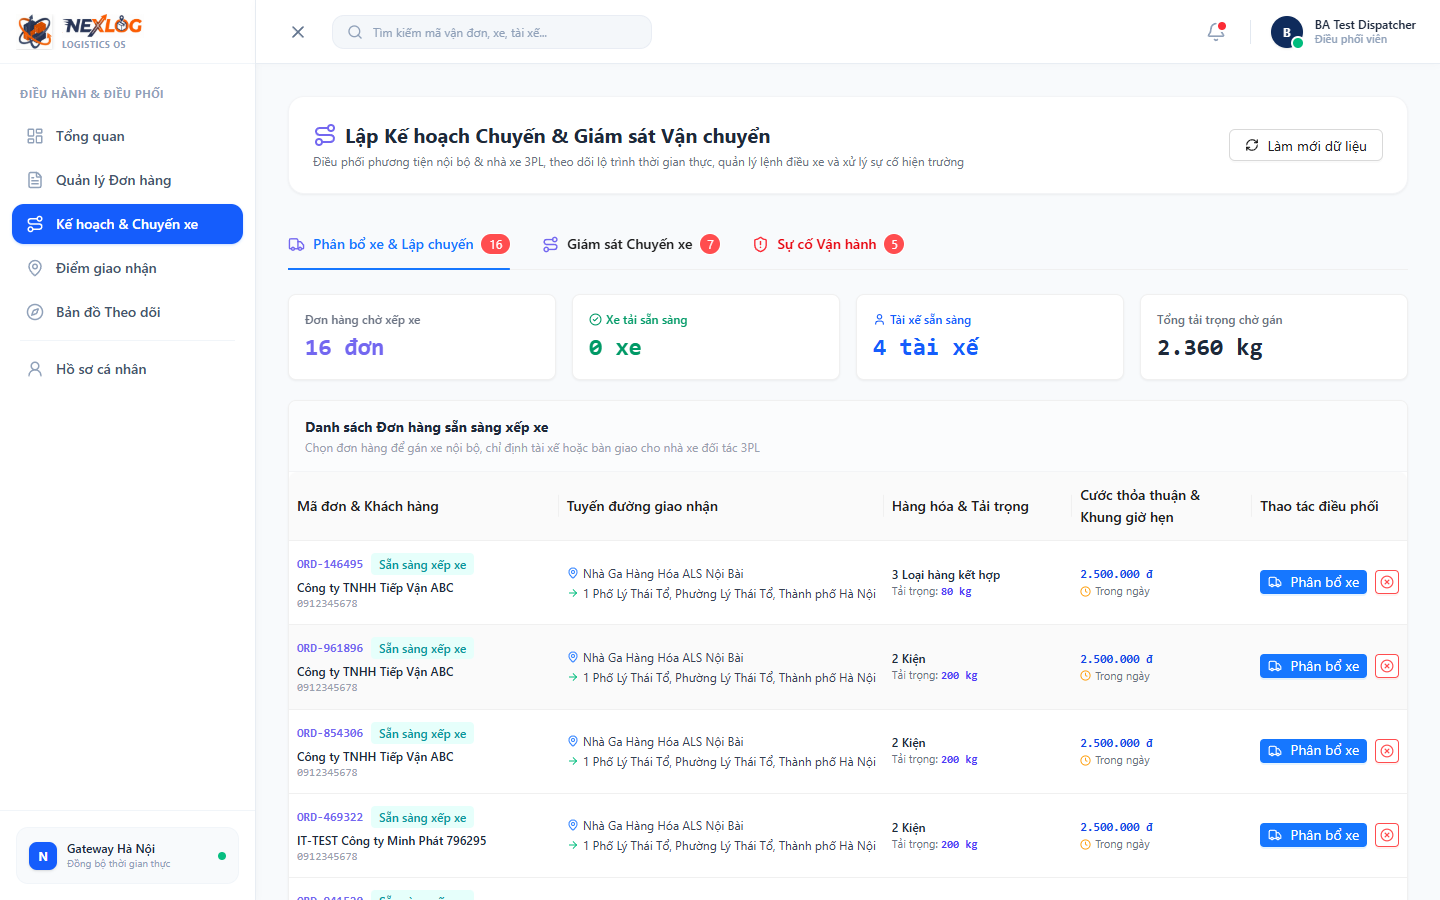 NEXLOG
LOGISTICS OS
Tìm kiếm mã vận đơn, xe, tài xế...
B
BA Test Dispatcher
Điều phối viên
ĐIỀU HÀNH & ĐIỀU PHỐI
Tổng quan
Quản lý Đơn hàng
Kế hoạch & Chuyến xe
Điểm giao nhận
Bản đồ Theo dõi
Hồ sơ cá nhân
N
Gateway Hà Nội
Đồng bộ thời gian thực
Lập Kế hoạch Chuyến & Giám sát Vận chuyển
Điều phối phương tiện nội bộ & nhà xe 3PL, theo dõi lộ trình thời gian thực, quản lý lệnh điều xe và xử lý sự cố hiện trường
Làm mới dữ liệu
Phân bổ xe & Lập chuyến 16
Giám sát Chuyến xe 7
Sự cố Vận hành 5
Đơn hàng chờ xếp xe
16 đơn
Xe tải sẵn sàng
0 xe
Tài xế sẵn sàng
4 tài xế
Tổng tải trọng chờ gán
2.360 kg
Danh sách Đơn hàng sẵn sàng xếp xe
Chọn đơn hàng để gán xe nội bộ, chỉ định tài xế hoặc bàn giao cho nhà xe đối tác 3PL
Mã đơn & Khách hàng
Tuyến đường giao nhận
Hàng hóa & Tải trọng
Cước thỏa thuận &
Khung giờ hẹn
Thao tác điều phối
ORD-146495 Sẵn sàng xếp xe
Công ty TNHH Tiếp Vận ABC
0912345678
Nhà Ga Hàng Hóa ALS Nội Bài
1 Phố Lý Thái Tổ, Phường Lý Thái Tổ, Thành phố Hà Nội
3 Loại hàng kết hợp
Tải trọng: 80 kg
2.500.000 đ
Trong ngày
Phân bổ xe
ORD-961896 Sẵn sàng xếp xe
Công ty TNHH Tiếp Vận ABC
0912345678
Nhà Ga Hàng Hóa ALS Nội Bài
1 Phố Lý Thái Tổ, Phường Lý Thái Tổ, Thành phố Hà Nội
2 Kiện
Tải trọng: 200 kg
2.500.000 đ
Trong ngày
Phân bổ xe
ORD-854306 Sẵn sàng xếp xe
Công ty TNHH Tiếp Vận ABC
0912345678
Nhà Ga Hàng Hóa ALS Nội Bài
1 Phố Lý Thái Tổ, Phường Lý Thái Tổ, Thành phố Hà Nội
2 Kiện
Tải trọng: 200 kg
2.500.000 đ
Trong ngày
Phân bổ xe
ORD-469322 Sẵn sàng xếp xe
IT-TEST Công ty Minh Phát 796295
0912345678
Nhà Ga Hàng Hóa ALS Nội Bài
1 Phố Lý Thái Tổ, Phường Lý Thái Tổ, Thành phố Hà Nội
2 Kiện
Tải trọng: 200 kg
2.500.000 đ
Trong ngày
Phân bổ xe